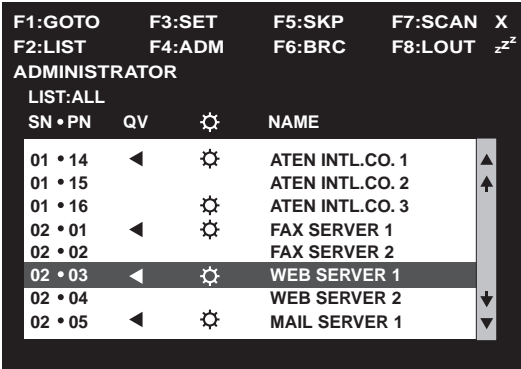 F1:GOTO F3:SET F5:SKP F7:SCAN X
F2:LIST F4:ADM F6:BRC F8:LOUT zZz
ADMINISTRATOR
LIST:ALL
SN•PN QV NAME
01•14 ATEN INTL.CO. 1
01•15 ATEN INTL.CO. 2
01•16 ATEN INTL.CO. 3
02•01 FAX SERVER 1
02•02 FAX SERVER 2
02•03 WEB SERVER 1
02•04 WEB SERVER 2
02•05 MAIL SERVER 1